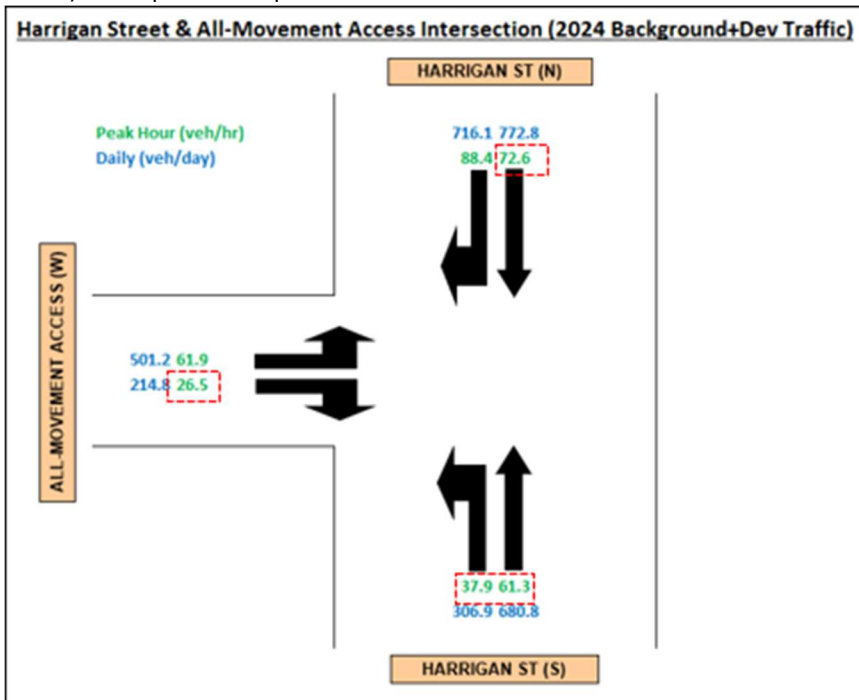 Harrigan Street & All-Movement Access Intersection (2024 Background+Dev Traffic)
HARRIGAN ST (N)
Peak Hour (veh/hr)
Daily (veh/day)
716.1 772.8
88.4 72.6
ALL-MOVEMENT ACCESS (W)
501.2 61.9
214.8 26.5
37.9 61.3
306.9 680.8
HARRIGAN ST (S)